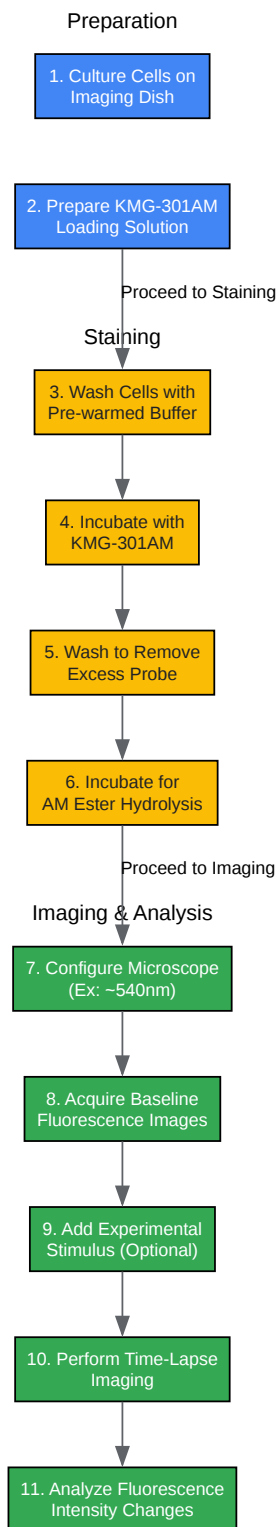 Preparation
1. Culture Cells on
Imaging Dish
2. Prepare KMG-301AM
Loading Solution
Proceed to Staining
Staining
3. Wash Cells with
Pre-warmed Buffer
4. Incubate with
KMG-301AM
5. Wash to Remove
Excess Probe
6. Incubate for
AM Ester Hydrolysis
Proceed to Imaging
Imaging & Analysis
7. Configure Microscope
(Ex: ~540nm)
8. Acquire Baseline
Fluorescence Images
9. Add Experimental
Stimulus (Optional)
10. Perform Time-Lapse
Imaging
11. Analyze Fluorescence
Intensity Changes